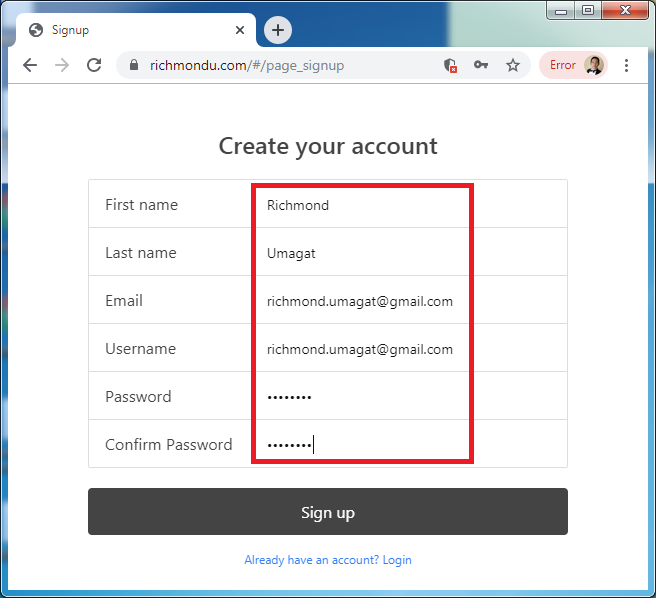 Signup
richmondu.com/#/page_signup
Error
Create your account
First name Richmond
Last name Umagat
Email richmond.umagat@gmail.com
Username richmond.umagat@gmail.com
Password ••••••••
Confirm Password ••••••••
Sign up
Already have an account? Login